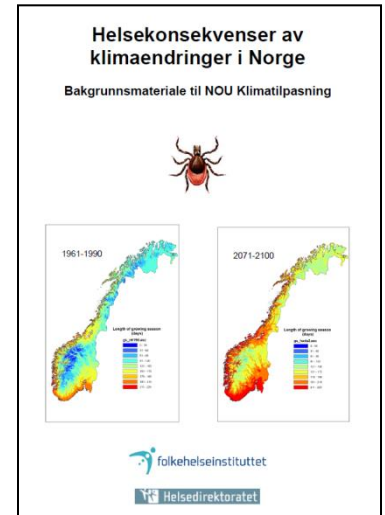 Helsekonsekvenser av
klimaendringer i Norge
Bakgrunnsmateriale til NOU Klimatilpasning
1961-1990
2071-2100
Length of growing season
(days)
Length of growing season
(days)
folkehelseinstituttet
Helsedirektoratet